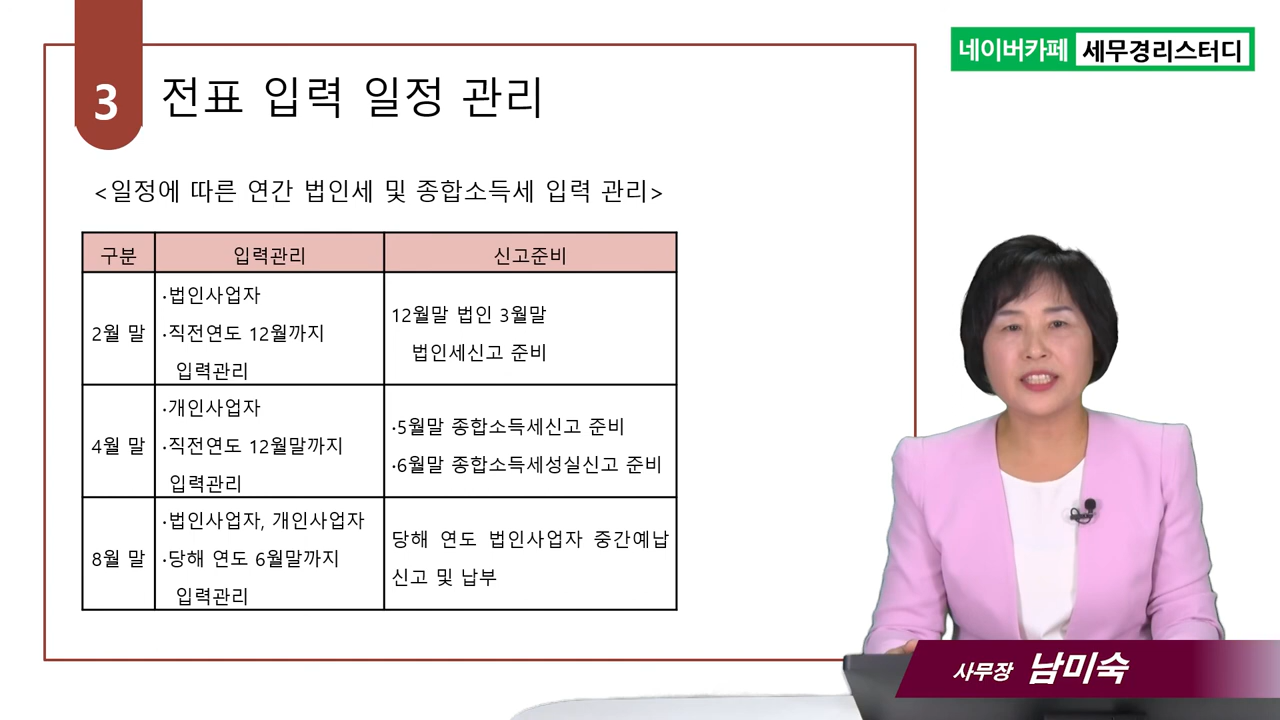 네이버카페 세무경리스터디
3 전표 입력 일정 관리
<일정에 따른 연간 법인세 및 종합소득세 입력 관리>
구분 입력관리 신고준비
2월 말
·법인사업자
·직전연도 12월까지
입력관리
12월말 법인 3월말
법인세신고 준비
4월 말
·개인사업자
·직전연도 12월말까지
입력관리
·5월말 종합소득세신고 준비
·6월말 종합소득세성실신고 준비
8월 말
·법인사업자, 개인사업자
·당해 연도 6월말까지
입력관리
당해 연도 법인사업자 중간예납
신고 및 납부
사무장 남미숙